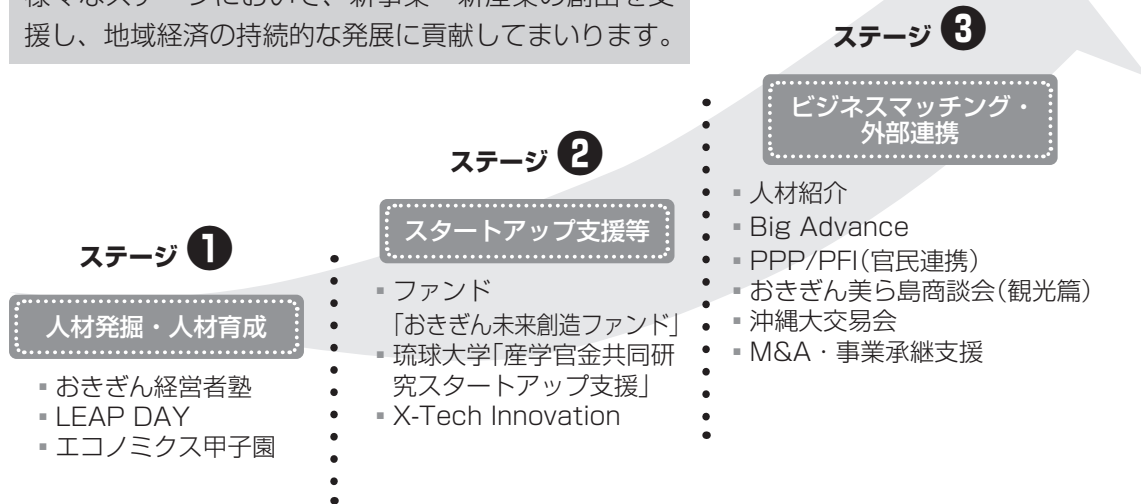 様々なステージにおいて、新事業・新産業の創出を支
援し、地域経済の持続的な発展に貢献してまいります。
ステージ ❶
人材発掘・人材育成
▪おきぎん経営者塾
▪LEAP DAY
▪エコノミクス甲子園
ステージ ❷
スタートアップ支援等
▪ファンド
「おきぎん未来創造ファンド」
▪琉球大学「産学官金共同研
究スタートアップ支援」
▪X-Tech Innovation
ステージ ❸
ビジネスマッチング・
外部連携
▪人材紹介
▪Big Advance
▪PPP/PFI(官民連携)
▪おきぎん美ら島商談会(観光篇)
▪沖縄大交易会
▪M&A・事業承継支援